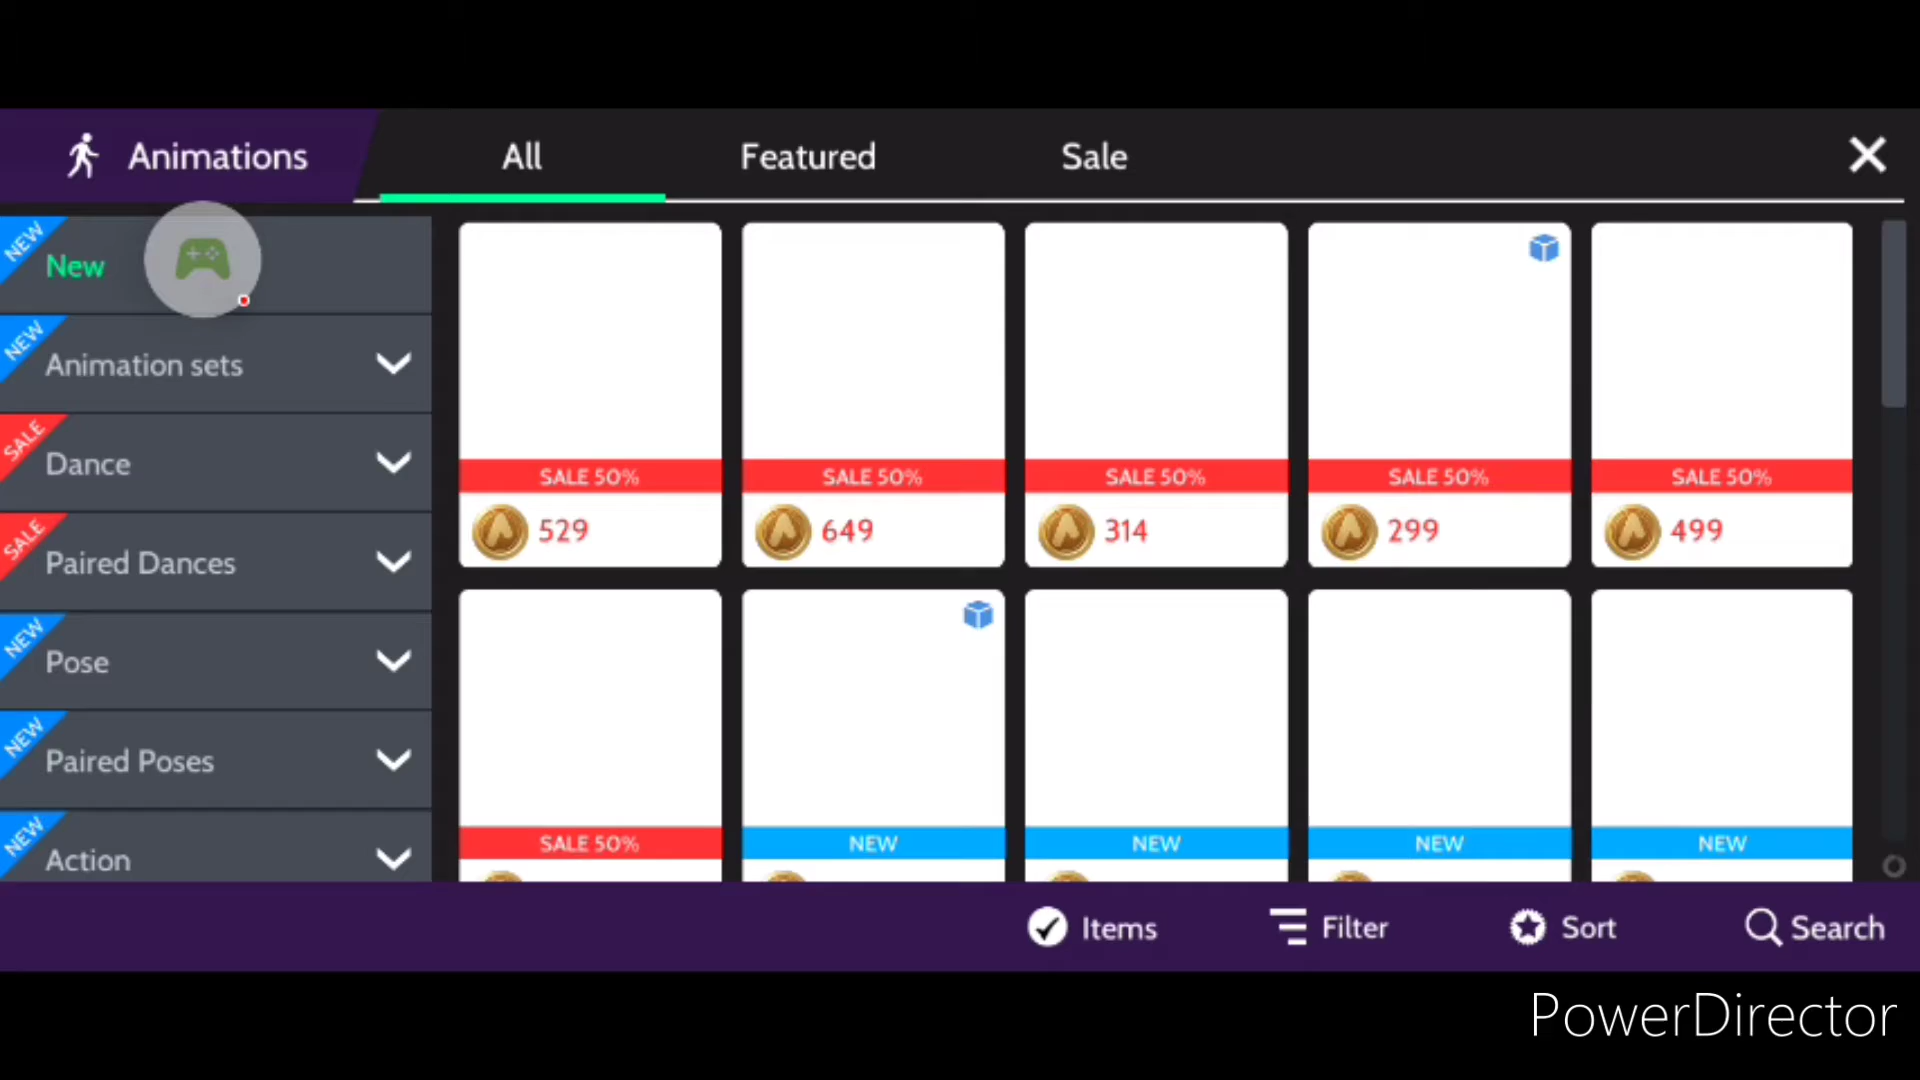 Animations
All
Featured
Sale
NEW
New
NEW
Animation sets
SALE
Dance
SALE
Paired Dances
NEW
Pose
NEW
Paired Poses
NEW
Action
SALE 50%
SALE 50%
SALE 50%
SALE 50%
SALE 50%
529
649
314
299
499
SALE 50%
NEW
NEW
NEW
NEW
Items
Filter
Sort
Search
PowerDirector